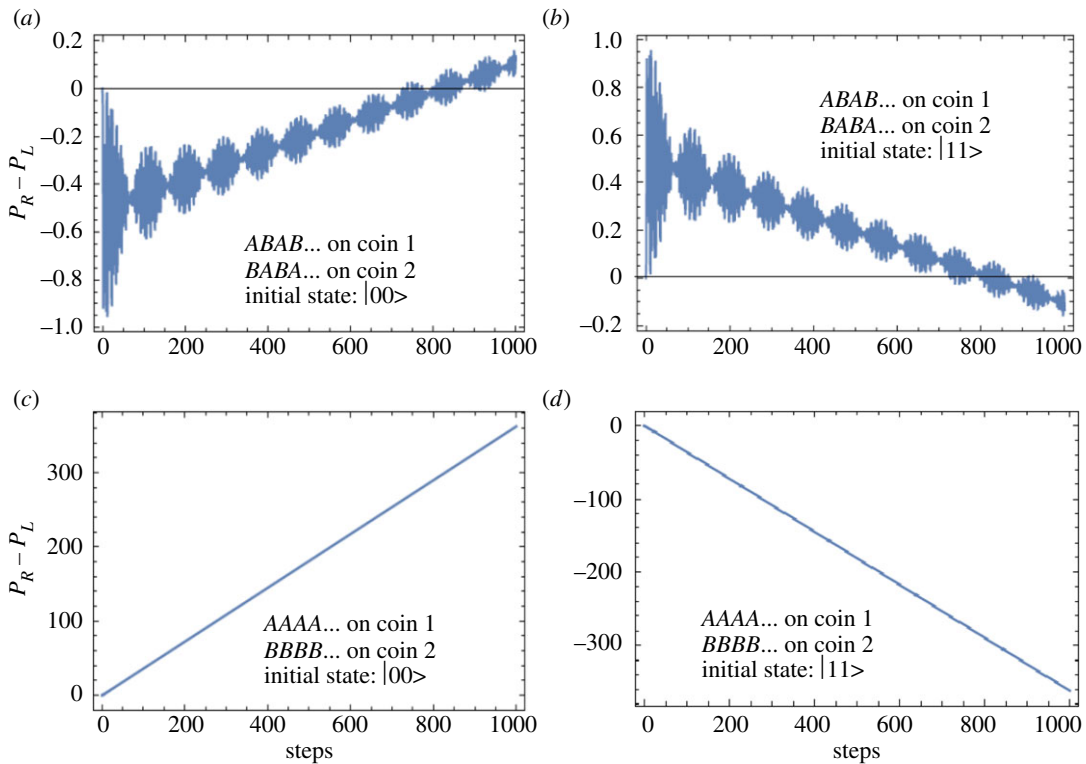 (a)
(b)
0.2
0
–0.2
–0.4
–0.6
–0.8
–1.0
P_R – P_L
ABAB... on coin 1
BABA... on coin 2
initial state: |00>
0 200 400 600 800 1000
1.0
0.8
0.6
0.4
0.2
0
–0.2
ABAB... on coin 1
BABA... on coin 2
initial state: |11>
0 200 400 600 800 1000
(c)
(d)
300
200
100
0
P_R – P_L
AAAA... on coin 1
BBBB... on coin 2
initial state: |00>
0 200 400 600 800 1000
steps
0
–100
–200
–300
AAAA... on coin 1
BBBB... on coin 2
initial state: |11>
0 200 400 600 800 1000
steps